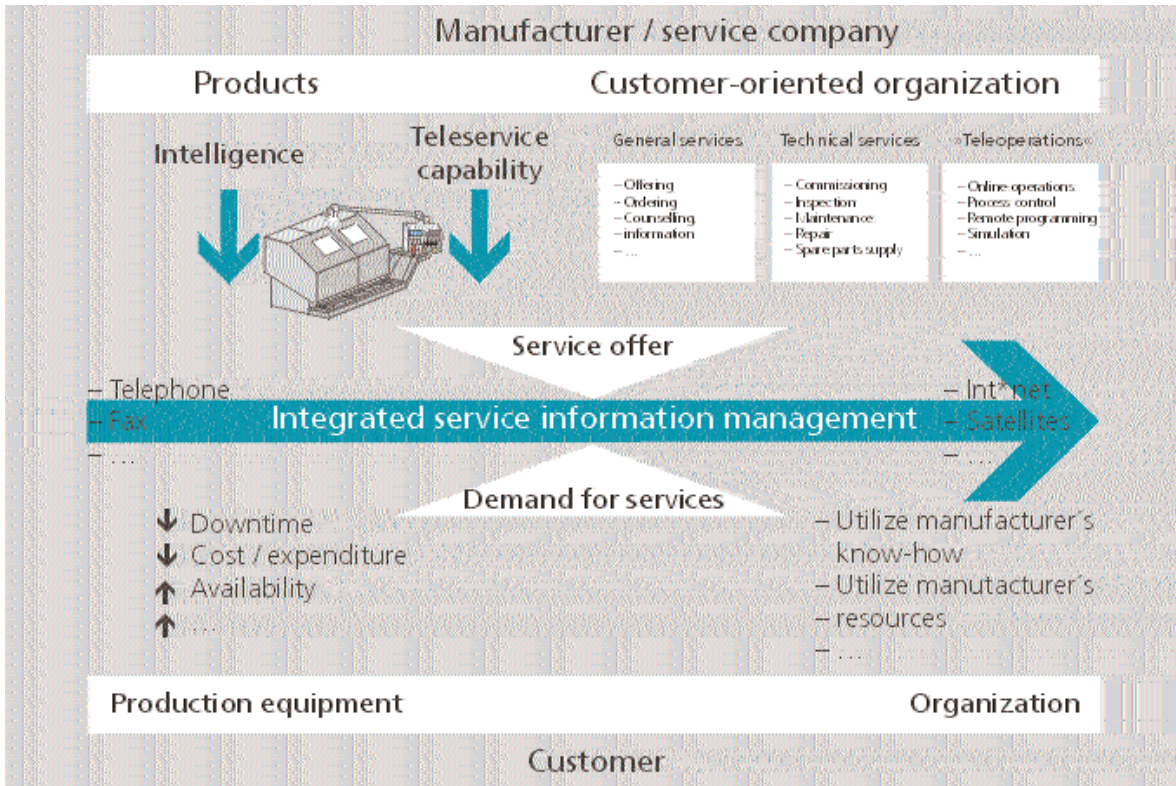 Manufacturer / service company
Products
Customer-oriented organization
Intelligence
Teleservice
capability
General services
– Offering
– Ordering
– Counselling
– information
– ...
Technical services
– Commissioning
– Inspection
– Maintenance
– Repair
– Spare parts supply
»Teleoperations«
– Online-operations
– Process control
– Remote programming
– Simulation
– ...
Service offer
– Telephone
– Fax
– ...
Integrated service information management
– Int*net
– Satellites
– ...
Demand for services
↓ Downtime
↓ Cost / expenditure
↑ Availability
↑ ...
– Utilize manufacturer´s
know-how
– Utilize manutacturer´s
– resources
– ...
Production equipment
Organization
Customer